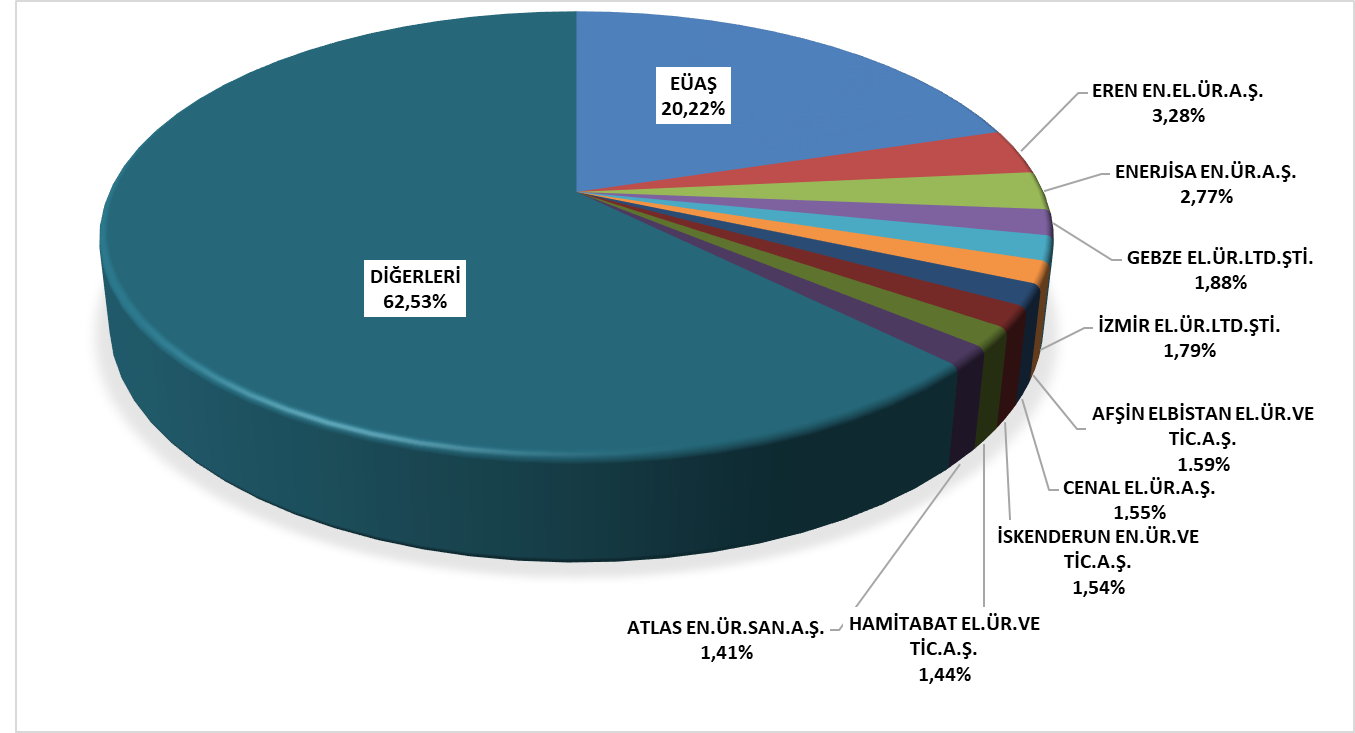 EÜAŞ
20,22%
EREN EN.EL.ÜR.A.Ş.
3,28%
ENERJİSA EN.ÜR.A.Ş.
2,77%
GEBZE EL.ÜR.LTD.ŞTİ.
1,88%
İZMİR EL.ÜR.LTD.ŞTİ.
1,79%
AFŞİN ELBİSTAN EL.ÜR.VE
TİC.A.Ş.
1.59%
CENAL EL.ÜR.A.Ş.
1,55%
İSKENDERUN EN.ÜR.VE
TİC.A.Ş.
1,54%
HAMİTABAT EL.ÜR.VE
TİC.A.Ş.
1,44%
ATLAS EN.ÜR.SAN.A.Ş.
1,41%
DİĞERLERİ
62,53%